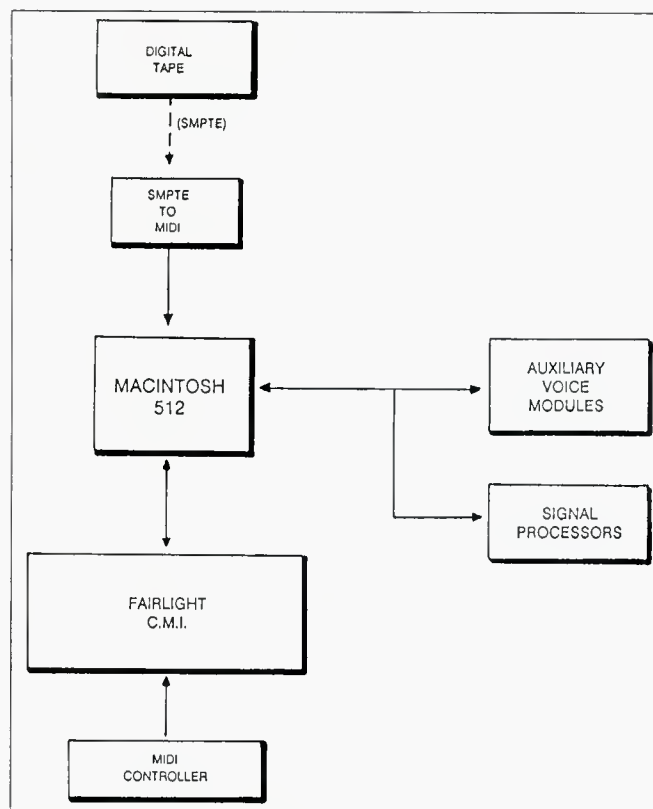 DIGITAL
TAPE
(SMPTE)
SMPTE
TO
MIDI
MACINTOSH
512
AUXILIARY
VOICE
MODULES
SIGNAL
PROCESSORS
FAIRLIGHT
C.M.I.
MIDI
CONTROLLER